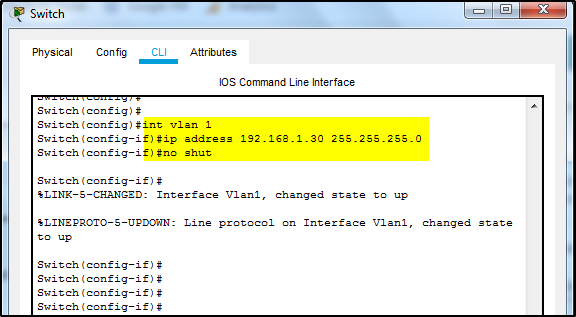 Switch
Physical Config CLI Attributes
IOS Command Line Interface
Switch(config)#
Switch(config)#
Switch(config)#int vlan 1
Switch(config-if)#ip address 192.168.1.30 255.255.255.0
Switch(config-if)#no shut
Switch(config-if)#
%LINK-5-CHANGED: Interface Vlan1, changed state to up
%LINEPROTO-5-UPDOWN: Line protocol on Interface Vlan1, changed state
to up
Switch(config-if)#
Switch(config-if)#
Switch(config-if)#
Switch(config-if)#